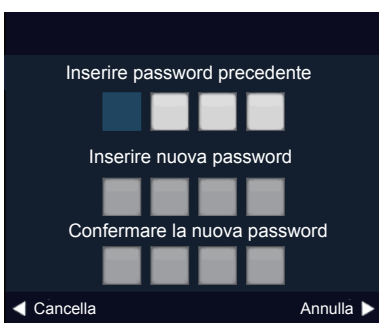 Inserire password precedente
Inserire nuova password
Confermare la nuova password
Cancella Annulla